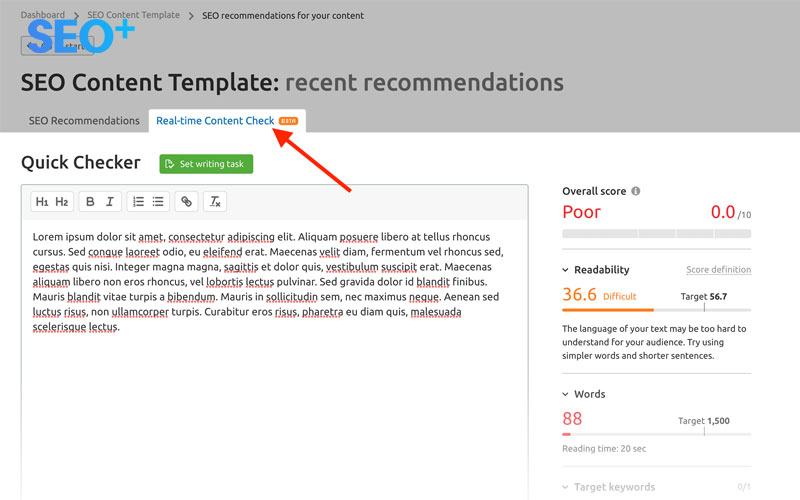 Dashboard > SEO Content Template > SEO recommendations for your content
SEO+
start
SEO Content Template: recent recommendations
SEO Recommendations
Real-time Content Check BETA
Quick Checker
Set writing task
H1 H2 B I
Lorem ipsum dolor sit amet, consectetur adipiscing elit. Aliquam posuere libero at tellus rhoncus
cursus. Sed congue laoreet odio, eu eleifend erat. Maecenas velit diam, fermentum vel rhoncus sed,
egestas quis nisi. Integer magna magna, sagittis et dolor quis, vestibulum suscipit erat. Maecenas
aliquam libero non eros rhoncus, vel lobortis lectus pulvinar. Sed gravida dolor id blandit finibus.
Mauris blandit vitae turpis a bibendum. Mauris in sollicitudin sem, nec maximus neque. Aenean sed
luctus risus, non ullamcorper turpis. Curabitur eros risus, pharetra eu diam quis, malesuada
scelerisque lectus.
Overall score
Poor 0.0 /10
Readability Score definition
36.6 Difficult Target 56.7
The language of your text may be too hard to
understand for your audience. Try using
simpler words and shorter sentences.
Words
88 Target 1,500
Reading time: 20 sec
Target keywords 0/1